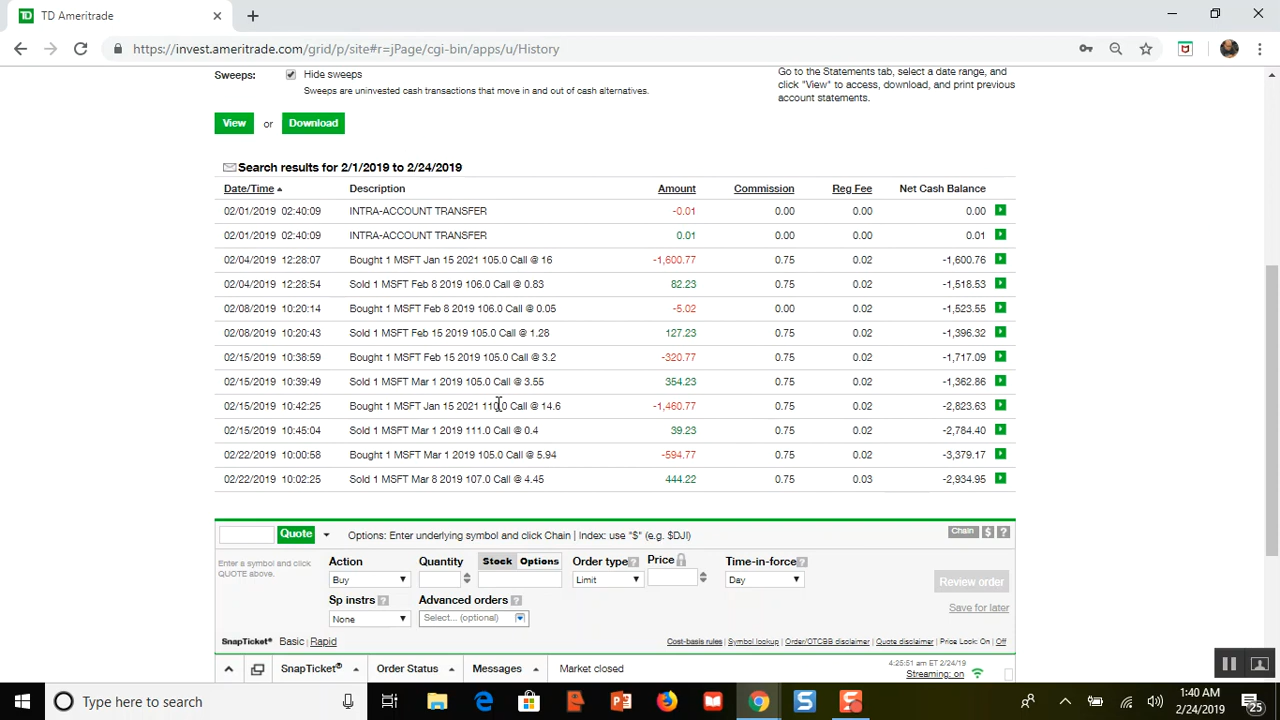 TD TD Ameritrade
https://invest.ameritrade.com/grid/p/site#r=jPage/cgi-bin/apps/u/History
Sweeps: Hide sweeps
Sweeps are uninvested cash transactions that move in and out of cash alternatives.
Go to the Statements tab, select a date range, and
click "View" to access, download, and print previous
account statements.
View or Download
Search results for 2/1/2019 to 2/24/2019
Date/Time Description Amount Commission Reg Fee Net Cash Balance
02/01/2019 02:40:09 INTRA-ACCOUNT TRANSFER -0.01 0.00 0.00 0.00
02/01/2019 02:40:09 INTRA-ACCOUNT TRANSFER 0.01 0.00 0.00 0.01
02/04/2019 12:28:07 Bought 1 MSFT Jan 15 2021 105.0 Call @ 16 -1,600.77 0.75 0.02 -1,600.76
02/04/2019 12:28:54 Sold 1 MSFT Feb 8 2019 106.0 Call @ 0.83 82.23 0.75 0.02 -1,518.53
02/08/2019 10:20:14 Bought 1 MSFT Feb 8 2019 106.0 Call @ 0.05 -5.02 0.00 0.02 -1,523.55
02/08/2019 10:20:43 Sold 1 MSFT Feb 15 2019 105.0 Call @ 1.28 127.23 0.75 0.02 -1,396.32
02/15/2019 10:38:59 Bought 1 MSFT Feb 15 2019 105.0 Call @ 3.2 -320.77 0.75 0.02 -1,717.09
02/15/2019 10:39:49 Sold 1 MSFT Mar 1 2019 105.0 Call @ 3.55 354.23 0.75 0.02 -1,362.86
02/15/2019 10:42:25 Bought 1 MSFT Jan 15 2021 110.0 Call @ 14.6 -1,460.77 0.75 0.02 -2,823.63
02/15/2019 10:45:04 Sold 1 MSFT Mar 1 2019 111.0 Call @ 0.4 39.23 0.75 0.02 -2,784.40
02/22/2019 10:00:58 Bought 1 MSFT Mar 1 2019 105.0 Call @ 5.94 -594.77 0.75 0.02 -3,379.17
02/22/2019 10:12:25 Sold 1 MSFT Mar 8 2019 107.0 Call @ 4.45 444.22 0.75 0.03 -2,934.95
Quote Options: Enter underlying symbol and click Chain | Index: use "$" (e.g. $DJI) Chain $ ?
Enter a symbol and click
QUOTE above.
Action Quantity Stock Options Order type ? Price Time-in-force ?
Buy Limit Day Review order
Sp instrs ? Advanced orders ? Save for later
None Select... (optional)
SnapTicket® Basic | Rapid Cost-basis rules | Symbol lookup | Order/OTCBB disclaimer | Quote disclaimer | Price Lock: On | Off
SnapTicket® Order Status Messages Market closed 4:25:51 am ET 2/24/19
Streaming: on
Type here to search 1:40 AM
2/24/2019 25